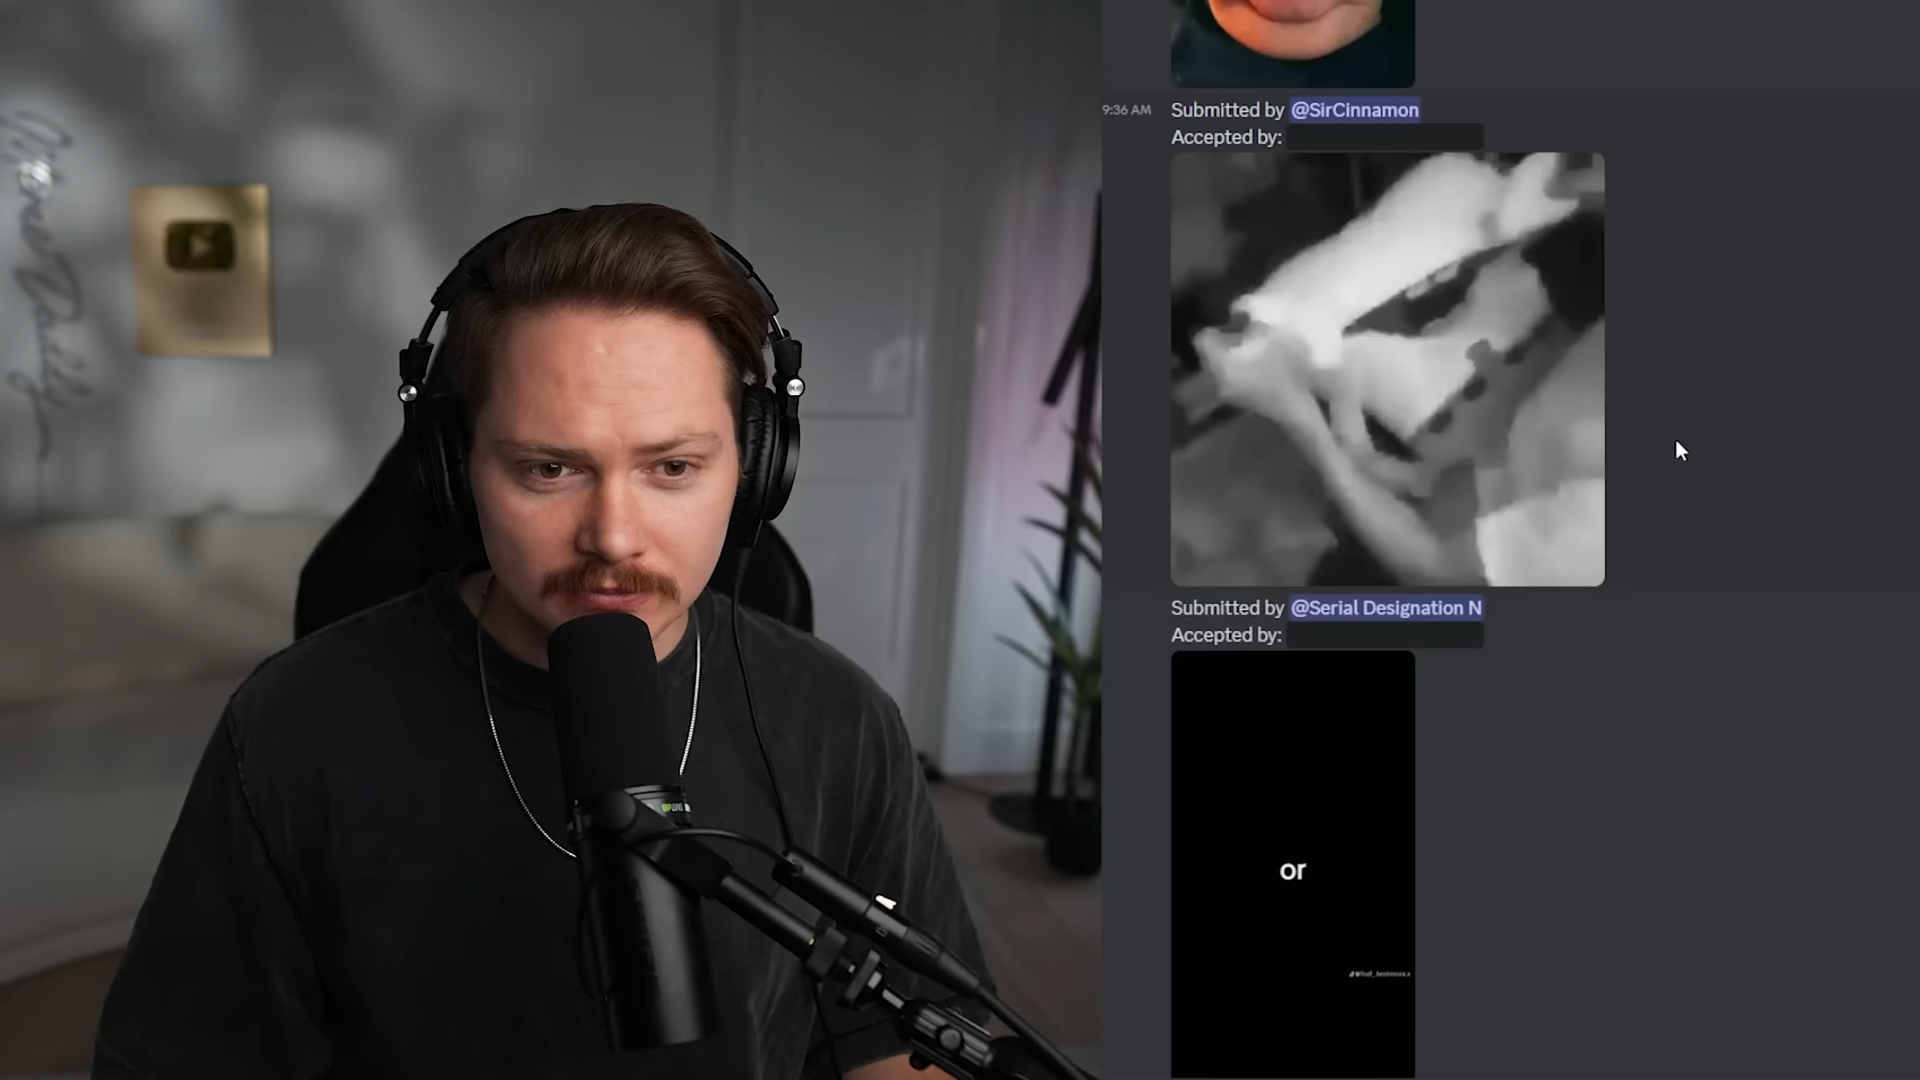 9:36 AM
Submitted by @SirCinnamon
Accepted by:
Submitted by @Serial Designation N
Accepted by:
or